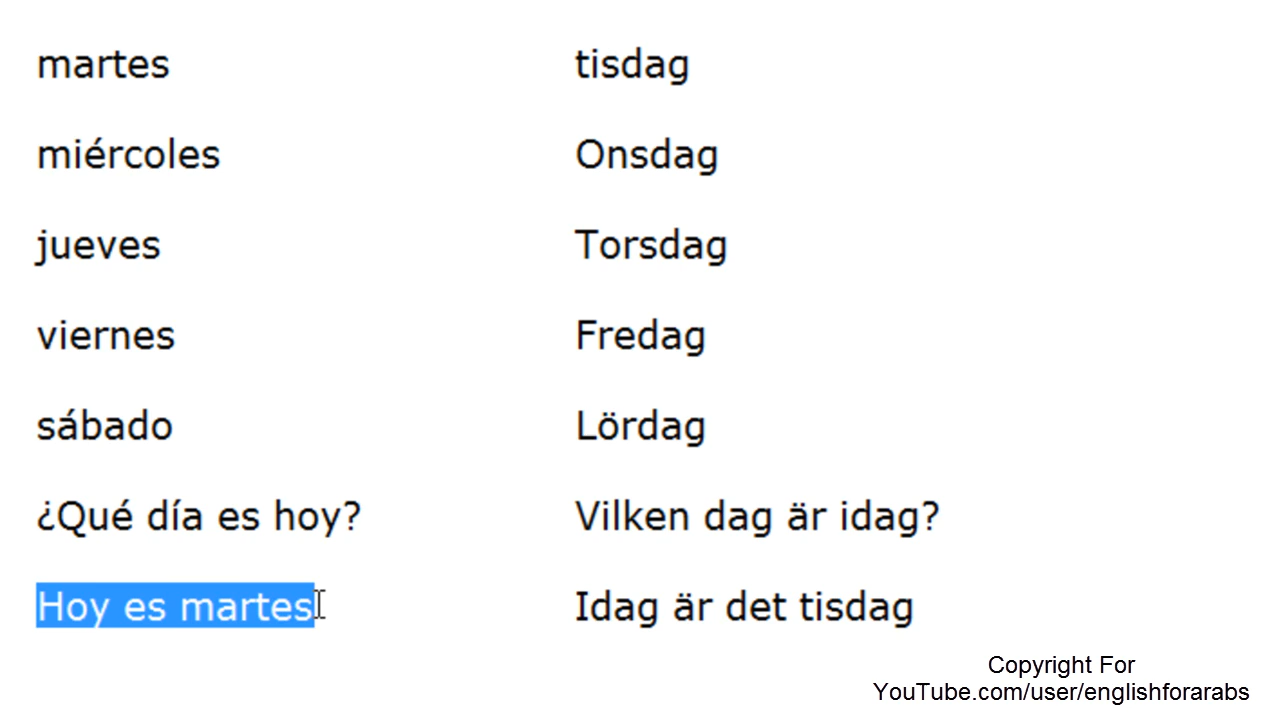 martes tisdag
miércoles Onsdag
jueves Torsdag
viernes Fredag
sábado Lördag
¿Qué día es hoy? Vilken dag är idag?
Hoy es martes Idag är det tisdag
Copyright For
YouTube.com/user/englishforarabs